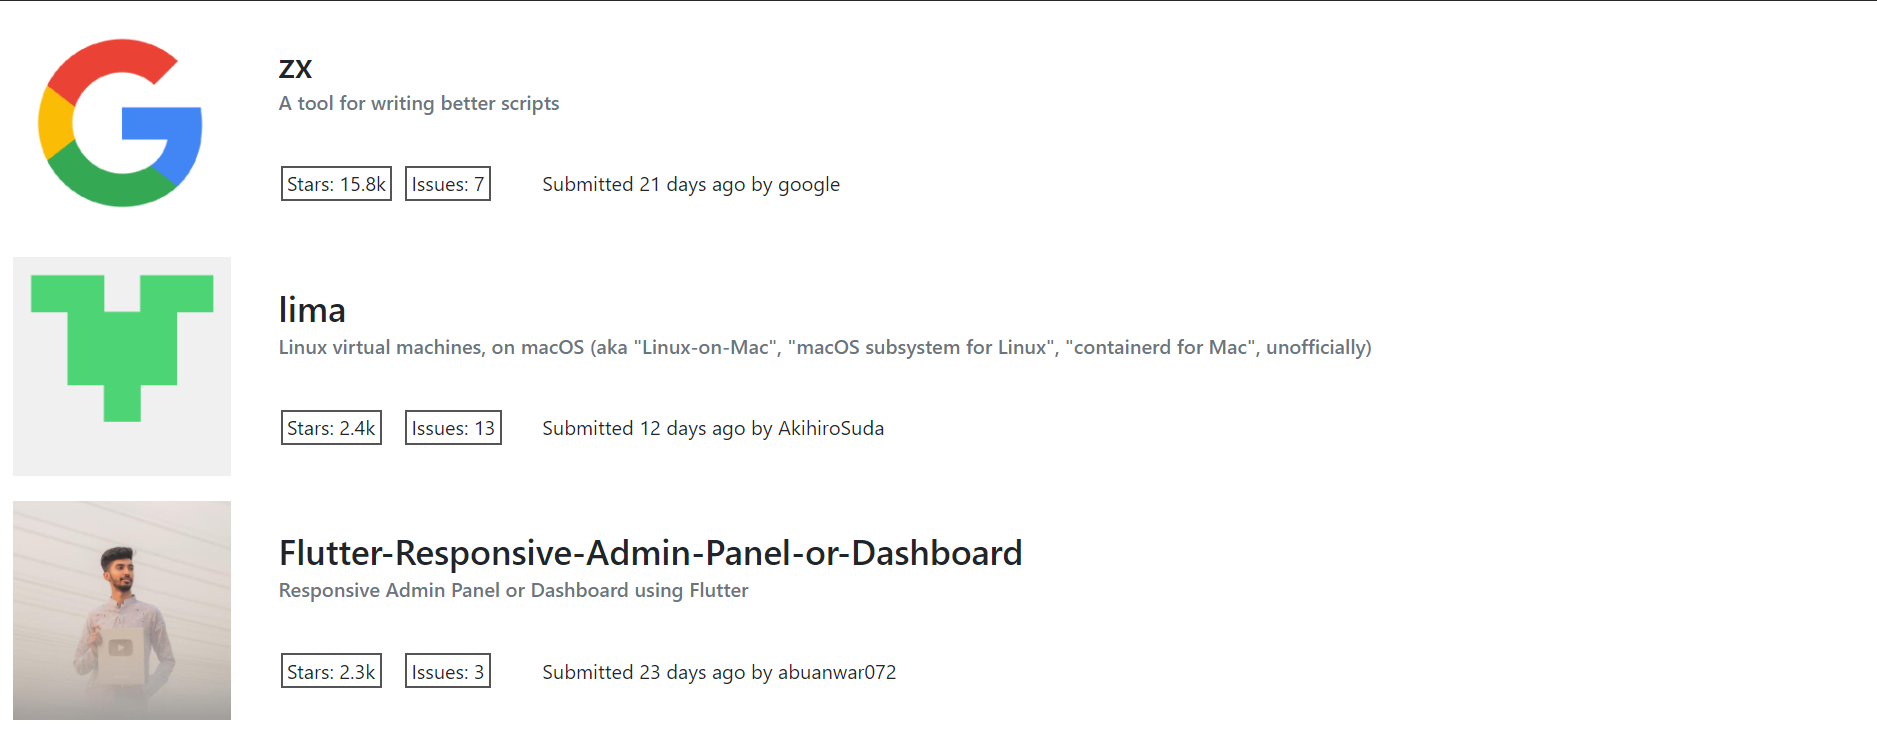 zx
A tool for writing better scripts
Stars: 15.8k Issues: 7 Submitted 21 days ago by google
lima
Linux virtual machines, on macOS (aka "Linux-on-Mac", "macOS subsystem for Linux", "containerd for Mac", unofficially)
Stars: 2.4k Issues: 13 Submitted 12 days ago by AkihiroSuda
Flutter-Responsive-Admin-Panel-or-Dashboard
Responsive Admin Panel or Dashboard using Flutter
Stars: 2.3k Issues: 3 Submitted 23 days ago by abuanwar072